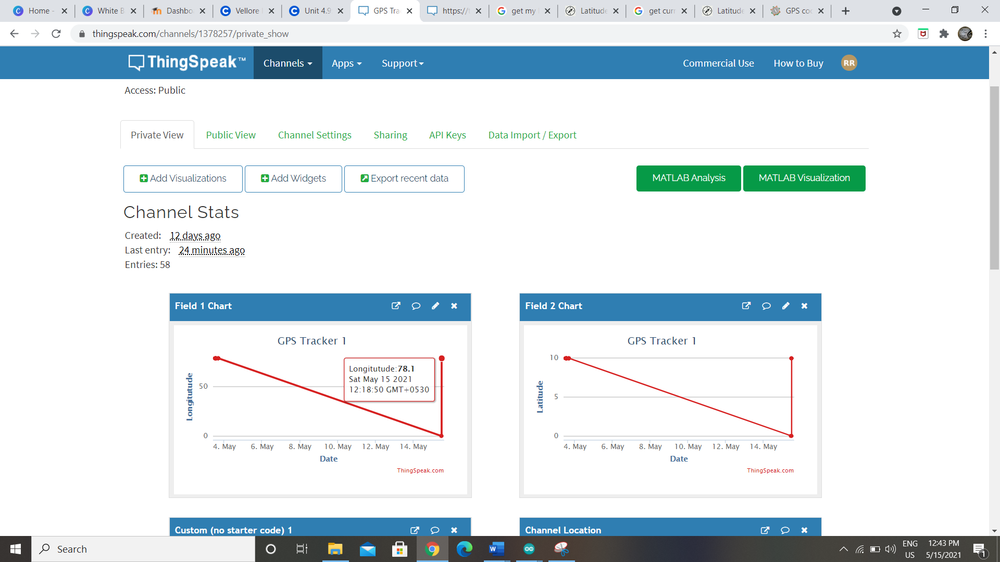 Home -
White B
Dashbo
Vellore
Unit 4.9
GPS Tra
https://
get my
Latitude
get curr
Latitude
GPS co
thingspeak.com/channels/1378257/private_show
ThingSpeak™
Channels
Apps
Support
Commercial Use
How to Buy
RR
Access: Public
Private View
Public View
Channel Settings
Sharing
API Keys
Data Import / Export
Add Visualizations
Add Widgets
Export recent data
MATLAB Analysis
MATLAB Visualization
Channel Stats
Created: 12 days ago
Last entry: 24 minutes ago
Entries: 58
Field 1 Chart
GPS Tracker 1
Longitutude
50
0
Longitutude:78.1
Sat May 15 2021
12:18:50 GMT+0530
4. May 6. May 8. May 10. May 12. May 14. May
Date
ThingSpeak.com
Field 2 Chart
GPS Tracker 1
Latitude
10
5
0
4. May 6. May 8. May 10. May 12. May 14. May
Date
ThingSpeak.com
Custom (no starter code) 1
Channel Location
Search
ENG
US
12:43 PM
5/15/2021
1